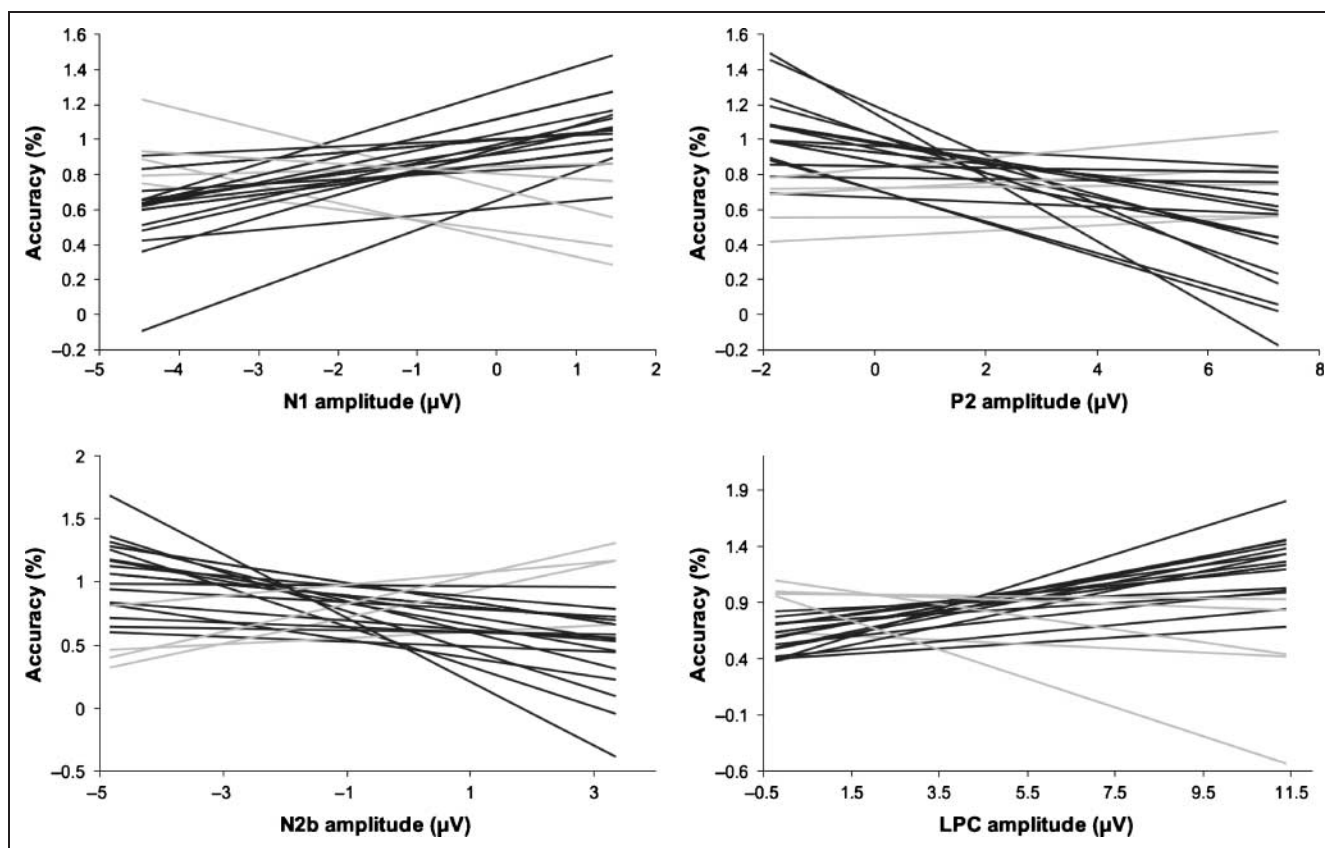 1.6
1.4
1.2
1
0.8
0.6
0.4
0.2
0
–0.2
Accuracy (%)
–5 –4 –3 –2 –1 0 1 2
N1 amplitude (µV)
1.6
1.4
1.2
1
0.8
0.6
0.4
0.2
0
–0.2
Accuracy (%)
–2 0 2 4 6 8
P2 amplitude (µV)
2
1.5
1
0.5
0
–0.5
Accuracy (%)
–5 –3 –1 1 3
N2b amplitude (µV)
1.9
1.4
0.9
0.4
–0.1
–0.6
Accuracy (%)
–0.5 1.5 3.5 5.5 7.5 9.5 11.5
LPC amplitude (µV)